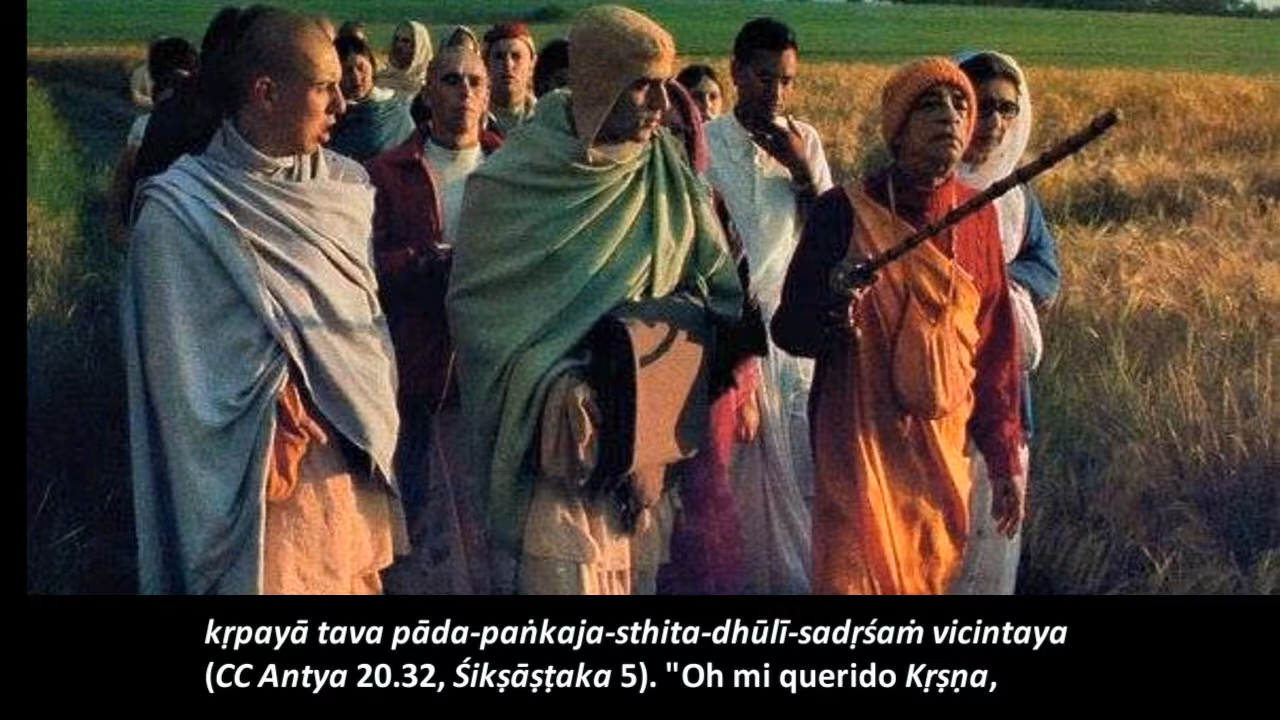 kṛpayā tava pāda-paṅkaja-sthita-dhūlī-sadṛśaṁ vicintaya
(CC Antya 20.32, Śikṣāṣṭaka 5). "Oh mi querido Kṛṣṇa,